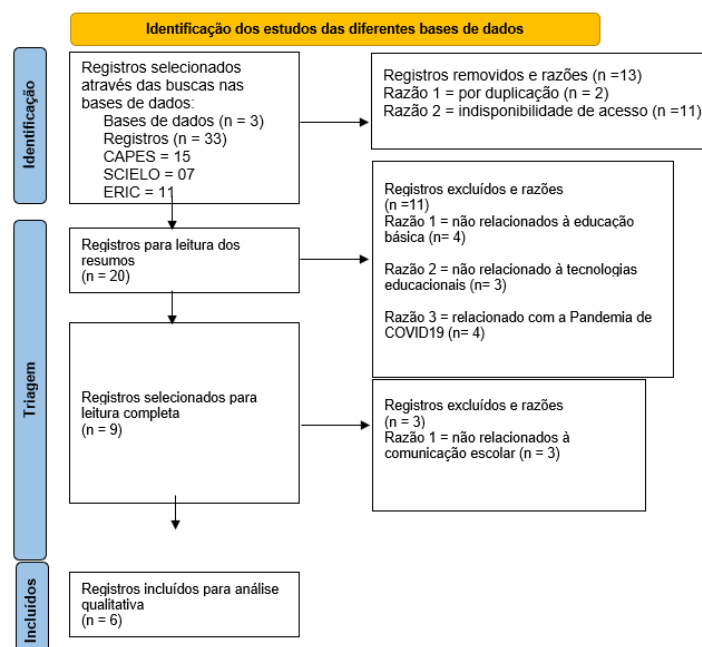 Identificação dos estudos das diferentes bases de dados
Identificação
Registros selecionados
através das buscas nas
bases de dados:
Bases de dados (n = 3)
Registros (n = 33)
CAPES = 15
SCIELO = 07
ERIC = 11
Registros removidos e razões (n =13)
Razão 1 = por duplicação (n = 2)
Razão 2 = indisponibilidade de acesso (n =11)
Triagem
Registros para leitura dos
resumos
(n = 20)
Registros excluídos e razões
(n =11)
Razão 1 = não relacionados à educação
básica (n= 4)
Razão 2 = não relacionado à tecnologias
educacionais (n= 3)
Razão 3 = relacionado com a Pandemia de
COVID19 (n= 4)
Registros selecionados para
leitura completa
(n = 9)
Registros excluídos e razões
(n = 3)
Razão 1 = não relacionados à
comunicação escolar (n = 3)
Incluídos
Registros incluídos para análise
qualitativa
(n = 6)